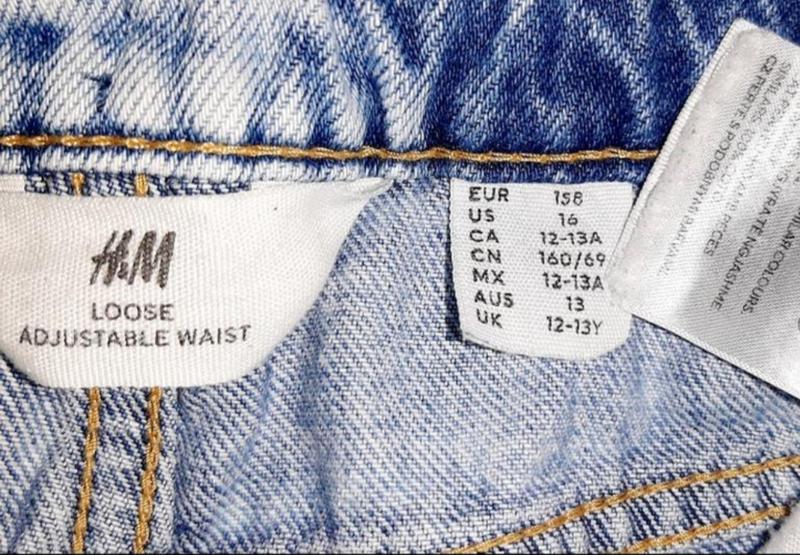 H&M
LOOSE
ADJUSTABLE WAIST
EUR 158
US 16
CA 12-13A
CN 160/69
MX 12-13A
AUS 13
UK 12-13Y
COLOURS.